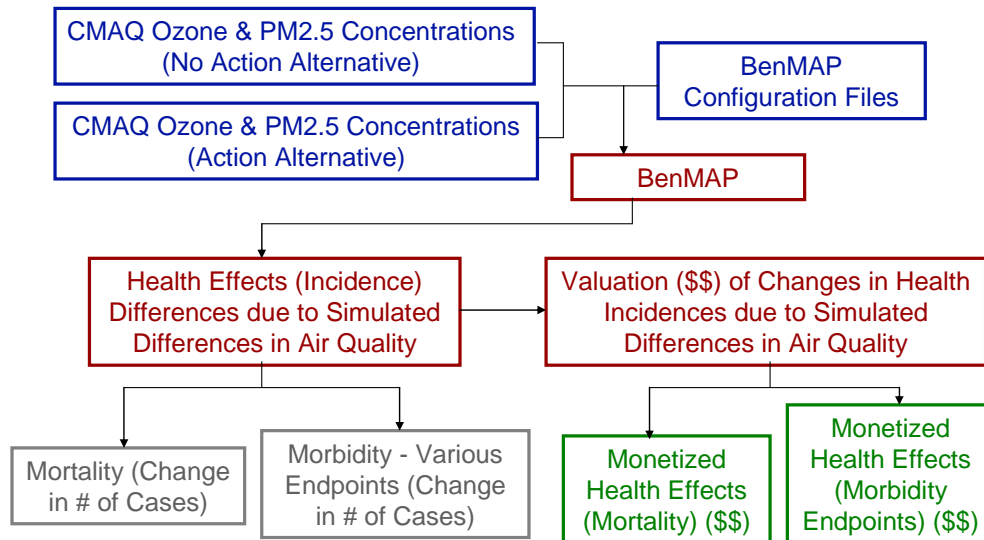 CMAQ Ozone & PM2.5 Concentrations
(No Action Alternative)
BenMAP
Configuration Files
CMAQ Ozone & PM2.5 Concentrations
(Action Alternative)
BenMAP
Health Effects (Incidence)
Differences due to Simulated
Differences in Air Quality
Valuation ($$) of Changes in Health
Incidences due to Simulated
Differences in Air Quality
Mortality (Change
in # of Cases)
Morbidity - Various
Endpoints (Change
in # of Cases)
Monetized
Health Effects
(Mortality) ($$)
Monetized
Health Effects
(Morbidity
Endpoints) ($$)